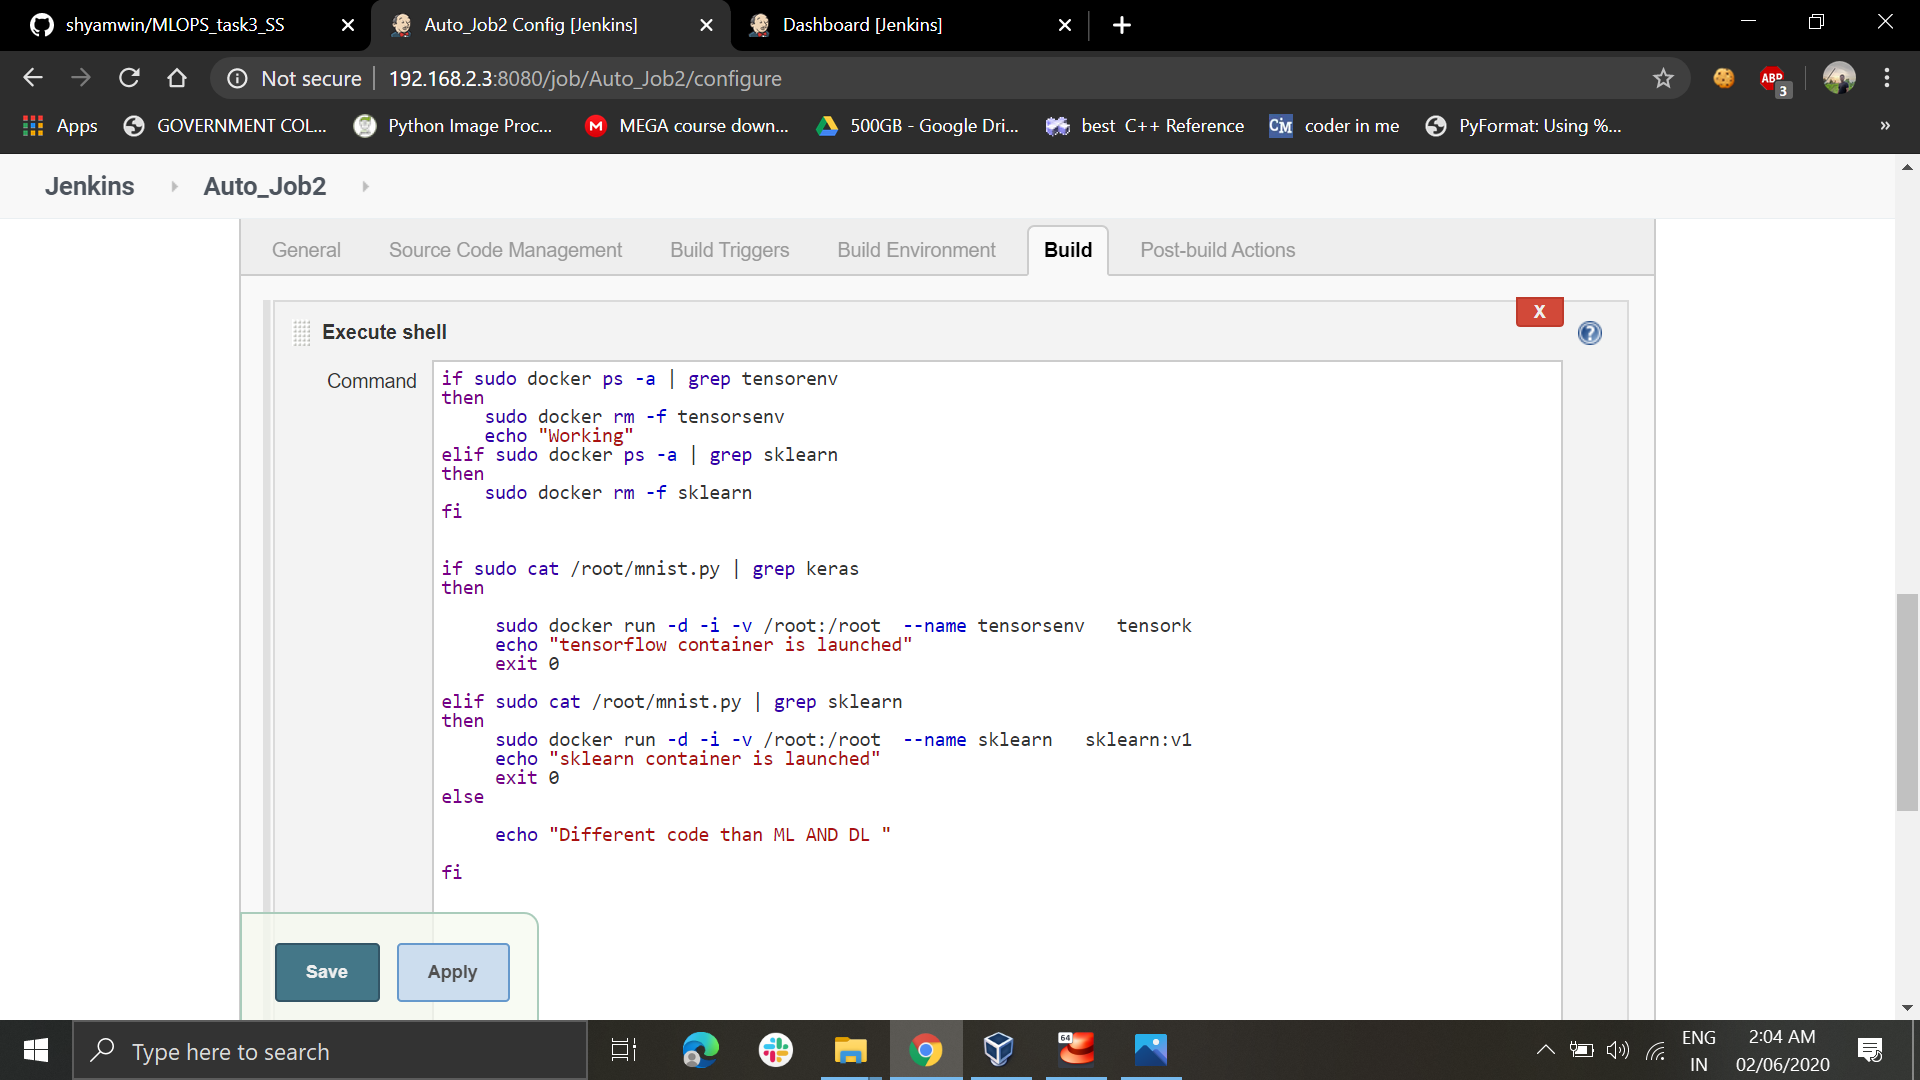 shyamwin/MLOPS_task3_SS
Auto_Job2 Config [Jenkins]
Dashboard [Jenkins]
Not secure
192.168.2.3:8080/job/Auto_Job2/configure
ABP
3
Apps
GOVERNMENT COL...
Python Image Proc...
M
MEGA course down...
500GB - Google Dri...
best C++ Reference
CiM
coder in me
PyFormat: Using %...
»
Jenkins
Auto_Job2
General
Source Code Management
Build Triggers
Build Environment
Build
Post-build Actions
X
Execute shell
?
Command
if sudo docker ps -a | grep tensorenv
then
    sudo docker rm -f tensorsenv
    echo "Working"
elif sudo docker ps -a | grep sklearn
then
    sudo docker rm -f sklearn
fi
if sudo cat /root/mnist.py | grep keras
then
     sudo docker run -d -i -v /root:/root  --name tensorsenv   tensork
     echo "tensorflow container is launched"
     exit 0
elif sudo cat /root/mnist.py | grep sklearn
then
     sudo docker run -d -i -v /root:/root  --name sklearn   sklearn:v1
     echo "sklearn container is launched"
     exit 0
else
     echo "Different code than ML AND DL "
fi
Save
Apply
Type here to search
64
ENG
IN
2:04 AM
02/06/2020